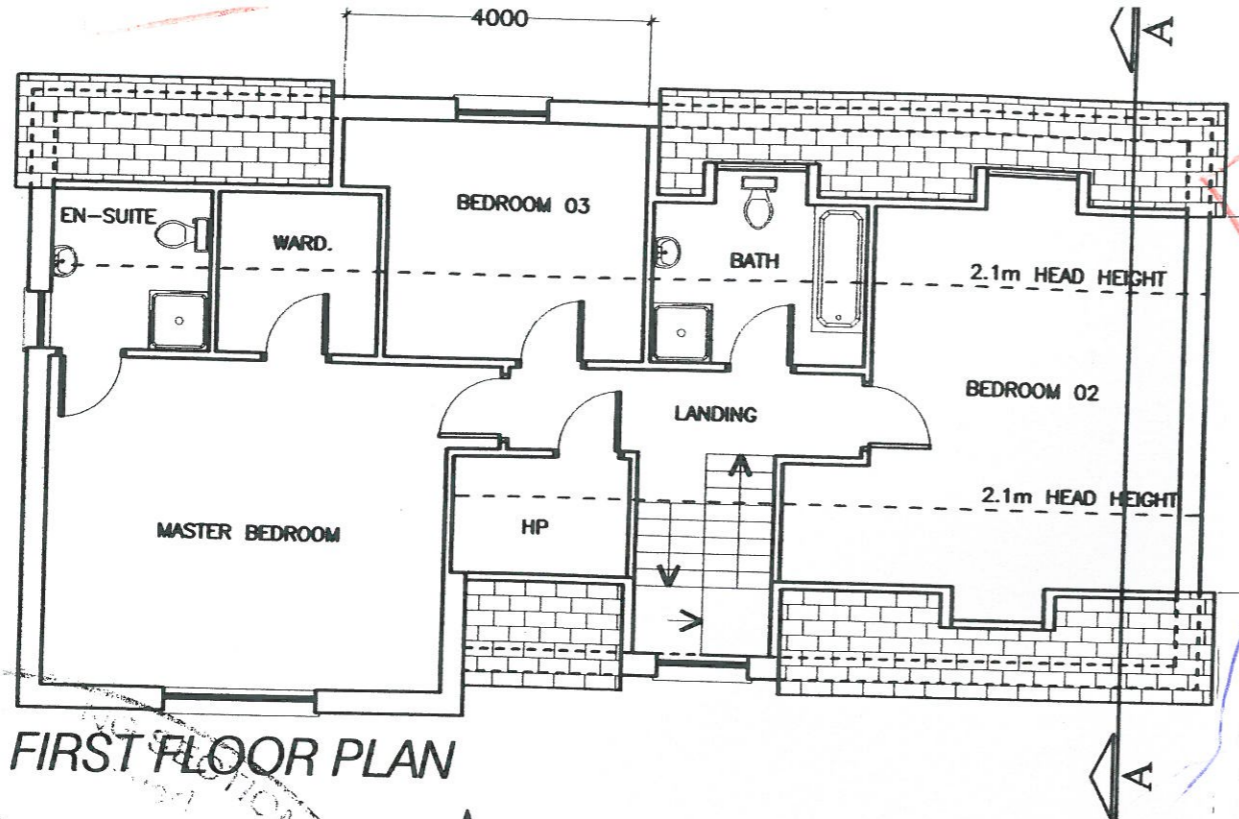 4000
A
EN-SUITE
WARD.
BEDROOM 03
BATH
2.1m HEAD HEIGHT
BEDROOM 02
LANDING
MASTER BEDROOM
HP
2.1m HEAD HEIGHT
FIRST FLOOR PLAN
SECTION
A